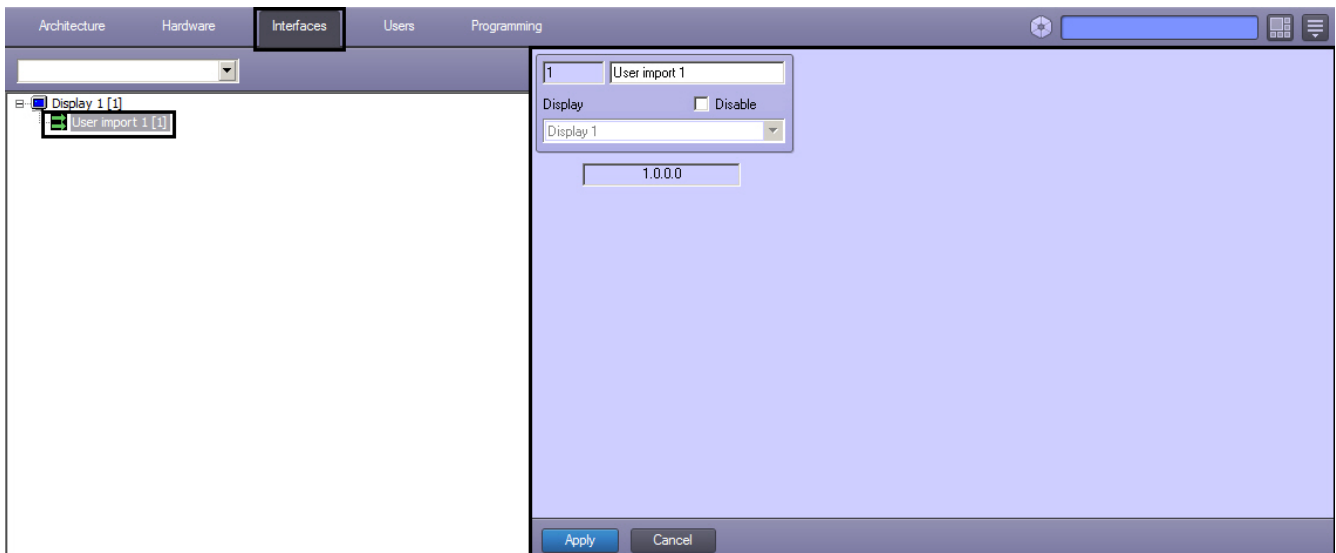 Architecture Hardware Interfaces Users Programming
Display 1 [1]
User import 1 [1]
1 User import 1
Display Disable
Display 1
1.0.0.0
Apply Cancel